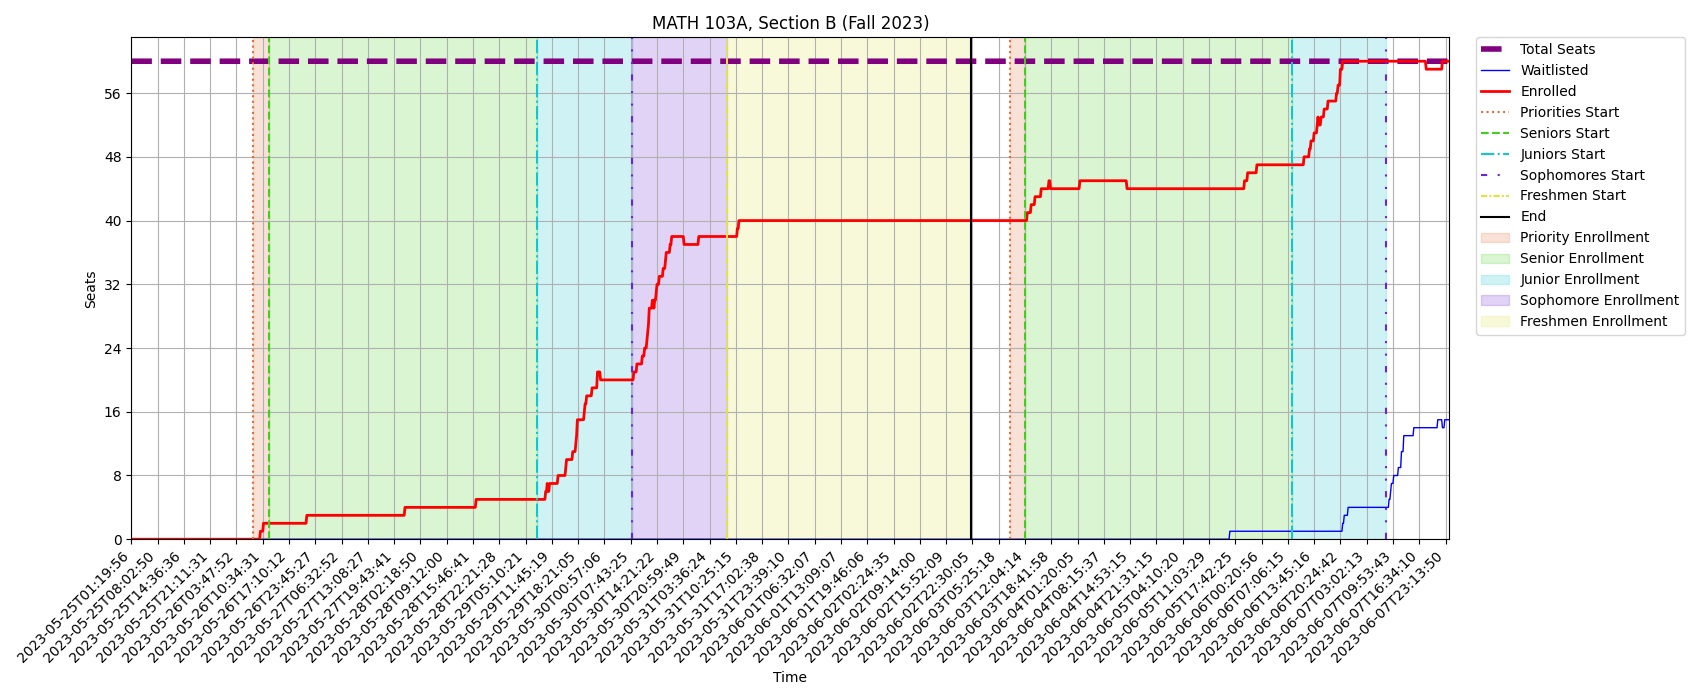 MATH 103A, Section B (Fall 2023)
Seats
56
48
40
32
24
16
8
0
2023-05-25T01:19:56
2023-05-25T08:02:50
2023-05-25T14:36:36
2023-05-25T21:11:31
2023-05-26T03:47:52
2023-05-26T10:34:31
2023-05-26T17:10:12
2023-05-26T23:45:27
2023-05-27T06:32:52
2023-05-27T13:08:27
2023-05-27T19:43:41
2023-05-28T02:18:50
2023-05-28T09:12:00
2023-05-28T15:46:41
2023-05-28T22:21:28
2023-05-29T05:10:21
2023-05-29T11:45:19
2023-05-29T18:21:05
2023-05-30T00:57:06
2023-05-30T07:43:25
2023-05-30T14:21:22
2023-05-30T20:59:49
2023-05-31T03:36:24
2023-05-31T10:25:15
2023-05-31T17:02:38
2023-05-31T23:39:10
2023-06-01T06:32:07
2023-06-01T13:09:07
2023-06-01T19:46:06
2023-06-02T02:24:35
2023-06-02T09:14:00
2023-06-02T15:52:09
2023-06-02T22:30:05
2023-06-03T05:25:18
2023-06-03T12:04:14
2023-06-03T18:41:58
2023-06-04T01:20:05
2023-06-04T08:15:37
2023-06-04T14:53:15
2023-06-04T21:31:15
2023-06-05T04:10:20
2023-06-05T11:03:29
2023-06-05T17:42:25
2023-06-06T00:20:56
2023-06-06T07:06:15
2023-06-06T13:45:16
2023-06-06T20:24:42
2023-06-07T03:02:13
2023-06-07T09:53:43
2023-06-07T16:34:10
2023-06-07T23:13:50
Time
Total Seats
Waitlisted
Enrolled
Priorities Start
Seniors Start
Juniors Start
Sophomores Start
Freshmen Start
End
Priority Enrollment
Senior Enrollment
Junior Enrollment
Sophomore Enrollment
Freshmen Enrollment